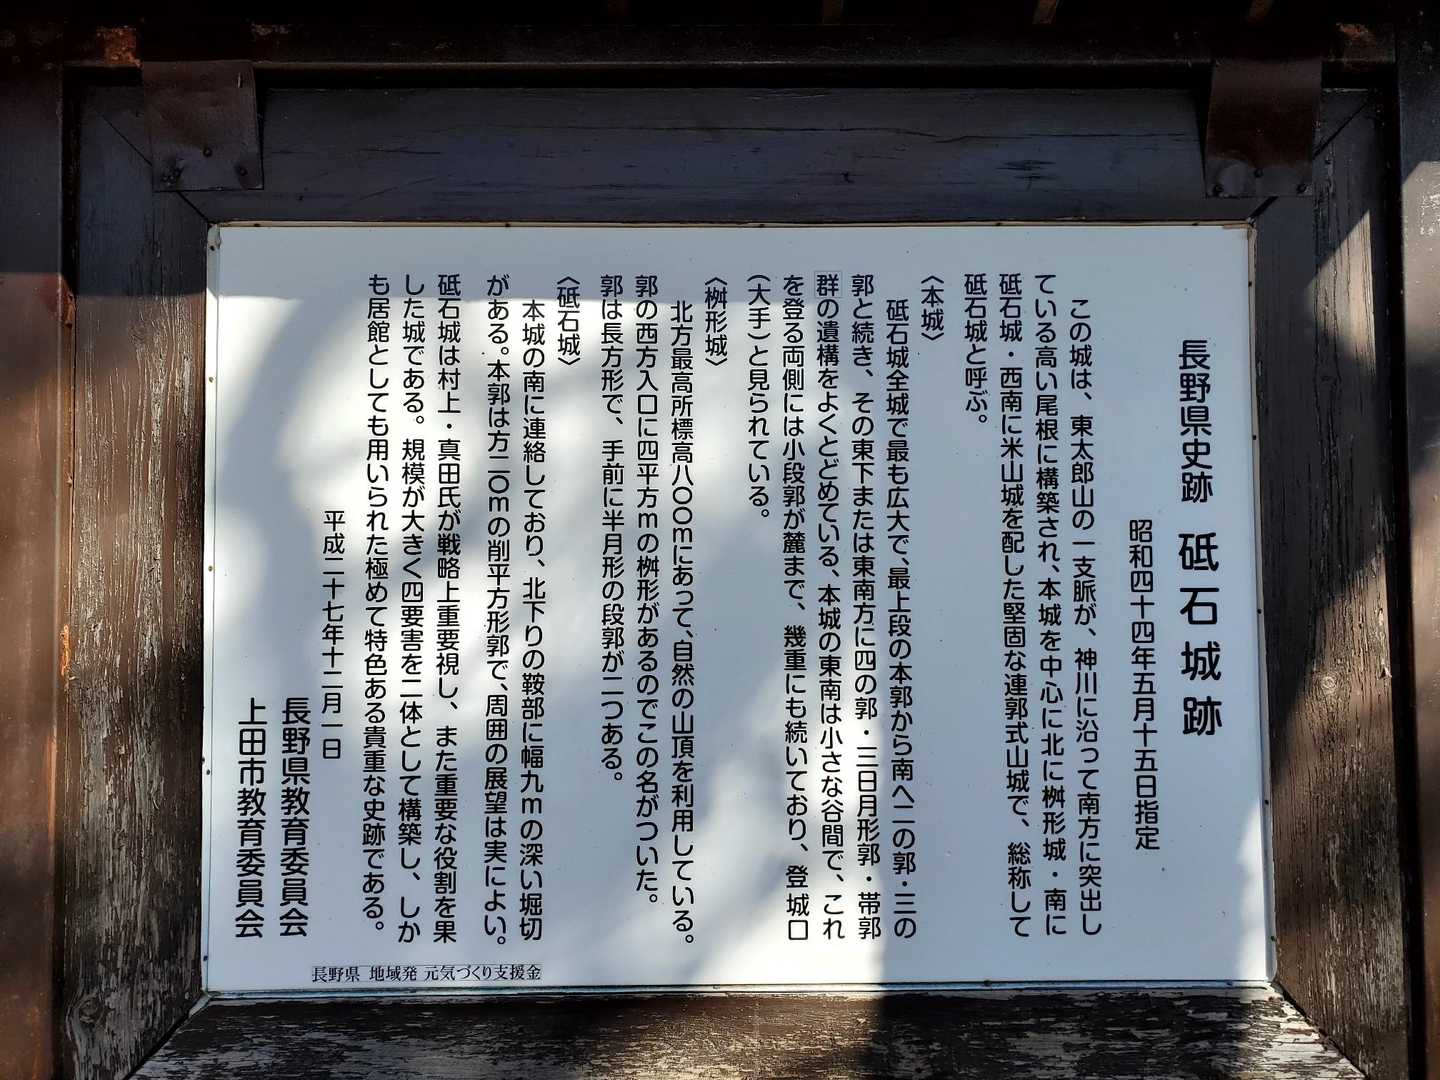 長野県史跡 砥石城跡
昭和四十四年五月十五日指定
この城は、東太郎山の一支脈が、神川に沿って南方に突出し
ている高い尾根に構築され、本城を中心に北に桝形城・南に
砥石城・西南に米山城を配した堅固な連郭式山城で、総称して
砥石城と呼ぶ。
〈本城〉
砥石城全城で最も広大で、最上段の本郭から南へ二の郭・三の
郭と続き、その東下または東南方に四の郭・三日月形郭・帯郭
群の遺構をよくとどめている、本城の東南は小さな谷間で、これ
を登る両側には小段郭が麓まで、幾重にも続いており、登城口
(大手)と見られている。
〈桝形城〉
北方最高所標高八〇〇mにあって、自然の山頂を利用している。
郭の西方入口に四平方mの桝形があるのでこの名がついた。
郭は長方形で、手前に半月形の段郭が二つある。
〈砥石城〉
本城の南に連絡しており、北下りの鞍部に幅九mの深い堀切
がある。本郭は方二〇mの削平方形郭で、周囲の展望は実によい。
砥石城は村上・真田氏が戦略上重要視し、また重要な役割を果
した城である。規模が大きく四要害を一体として構築し、しか
も居館としても用いられた極めて特色ある貴重な史跡である。
平成二十七年十二月一日
長野県教育委員会
上田市教育委員会
長野県 地域発 元気づくり支援金